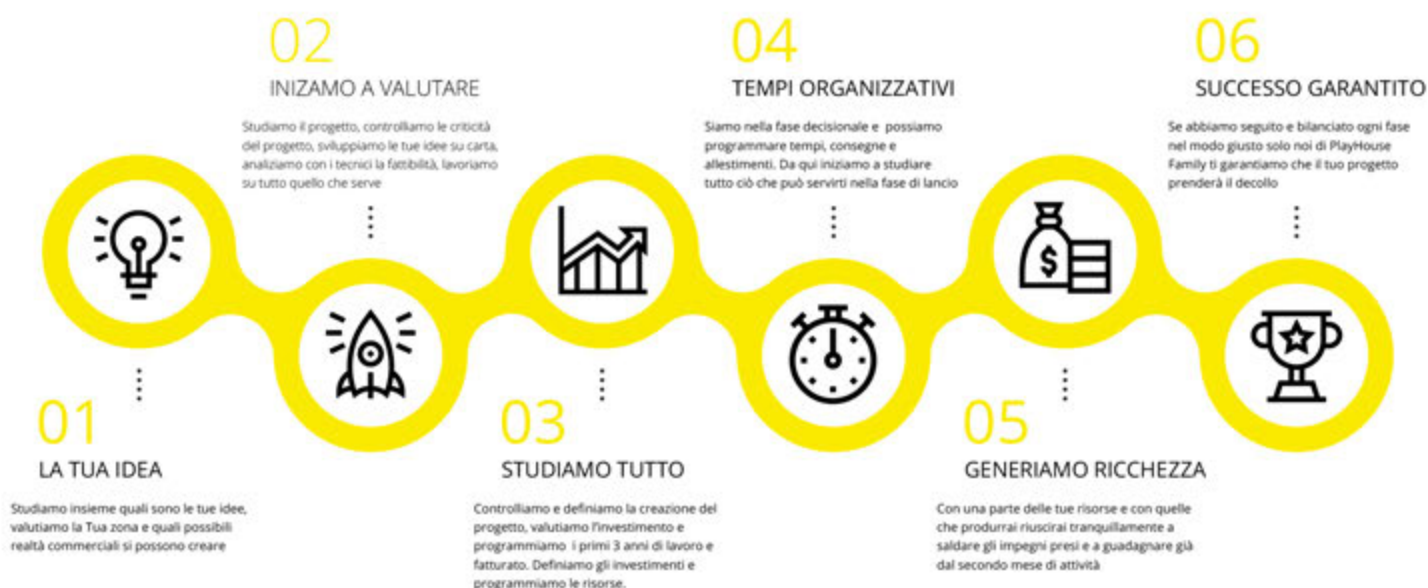 01
LA TUA IDEA
Studiamo insieme quali sono le tue idee,
valutiamo la Tua zona e quali possibili
realtà commerciali si possono creare
02
INIZAMO A VALUTARE
Studiamo il progetto, controlliamo le criticità
del progetto, sviluppiamo le tue idee su carta,
analiziamo con i tecnici la fattibilità, lavoriamo
su tutto quello che serve
03
STUDIAMO TUTTO
Controlliamo e definiamo la creazione del
progetto, valutiamo l'investimento e
programmiamo i primi 3 anni di lavoro e
fatturato. Definiamo gli investimenti e
programmiamo le risorse.
04
TEMPI ORGANIZZATIVI
Siamo nella fase decisionale e possiamo
programmare tempi, consegne e
allestimenti. Da qui iniziamo a studiare
tutto ciò che può servirti nella fase di lancio
05
GENERIAMO RICCHEZZA
Con una parte delle tue risorse e con quelle
che produrrai riuscirai tranquillamente a
saldare gli impegni presi e a guadagnare già
dal secondo mese di attività
06
SUCCESSO GARANTITO
Se abbiamo seguito e bilanciato ogni fase
nel modo giusto solo noi di PlayHouse
Family ti garantiamo che il tuo progetto
prenderà il decollo
$